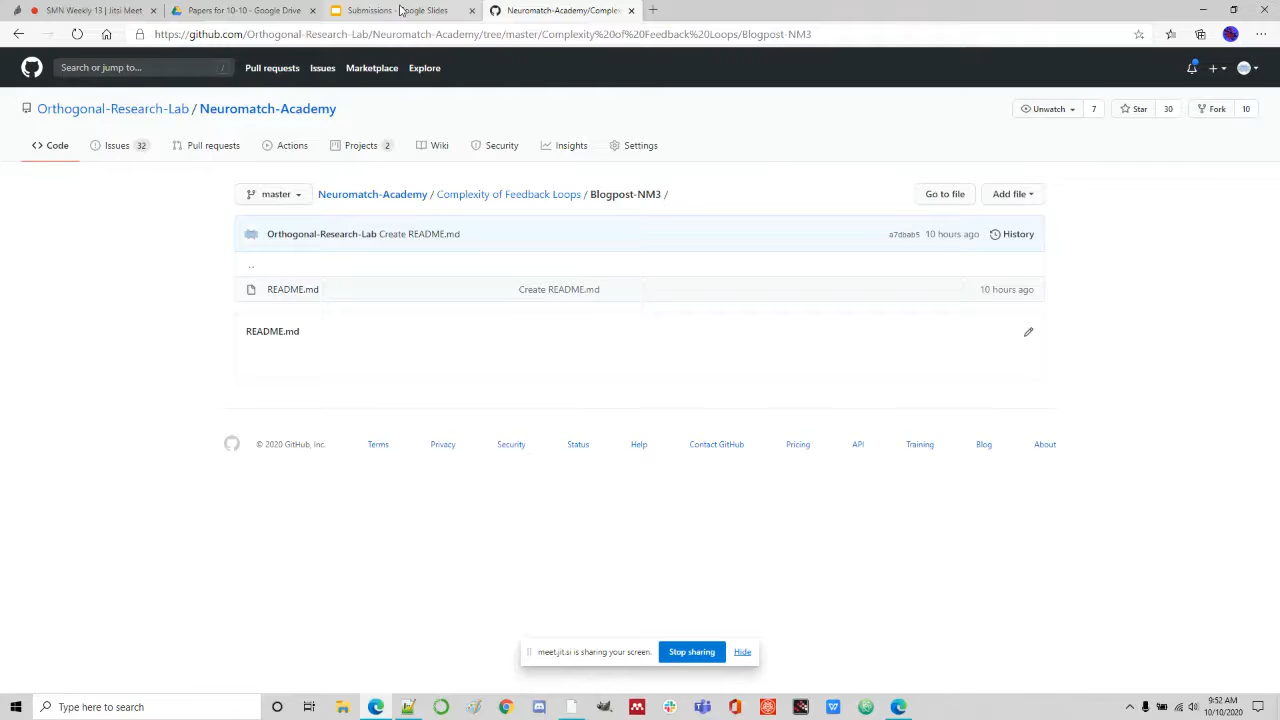 SMN Weekly 13 | Jitsi Meet
Papers for 10-10 - Google Drive
Submissions - Google Slides
Neuromatch-Academy/Comple
https://github.com/Orthogonal-Research-Lab/Neuromatch-Academy/tree/master/Complexity%20of%20Feedback%20Loops/Blogpost-NM3
Search or jump to... /
Pull requests Issues Marketplace Explore
Orthogonal-Research-Lab / Neuromatch-Academy
Unwatch 7 Star 30 Fork 10
<> Code Issues 32 Pull requests Actions Projects 2 Wiki Security Insights Settings
master Neuromatch-Academy / Complexity of Feedback Loops / Blogpost-NM3 / Go to file Add file
Orthogonal-Research-Lab Create README.md a7dbab5 10 hours ago History
..
README.md Create README.md 10 hours ago
README.md
© 2020 GitHub, Inc. Terms Privacy Security Status Help Contact GitHub Pricing API Training Blog About
meet.jit.si is sharing your screen. Stop sharing Hide
Type here to search
9:52 AM
10/10/2020